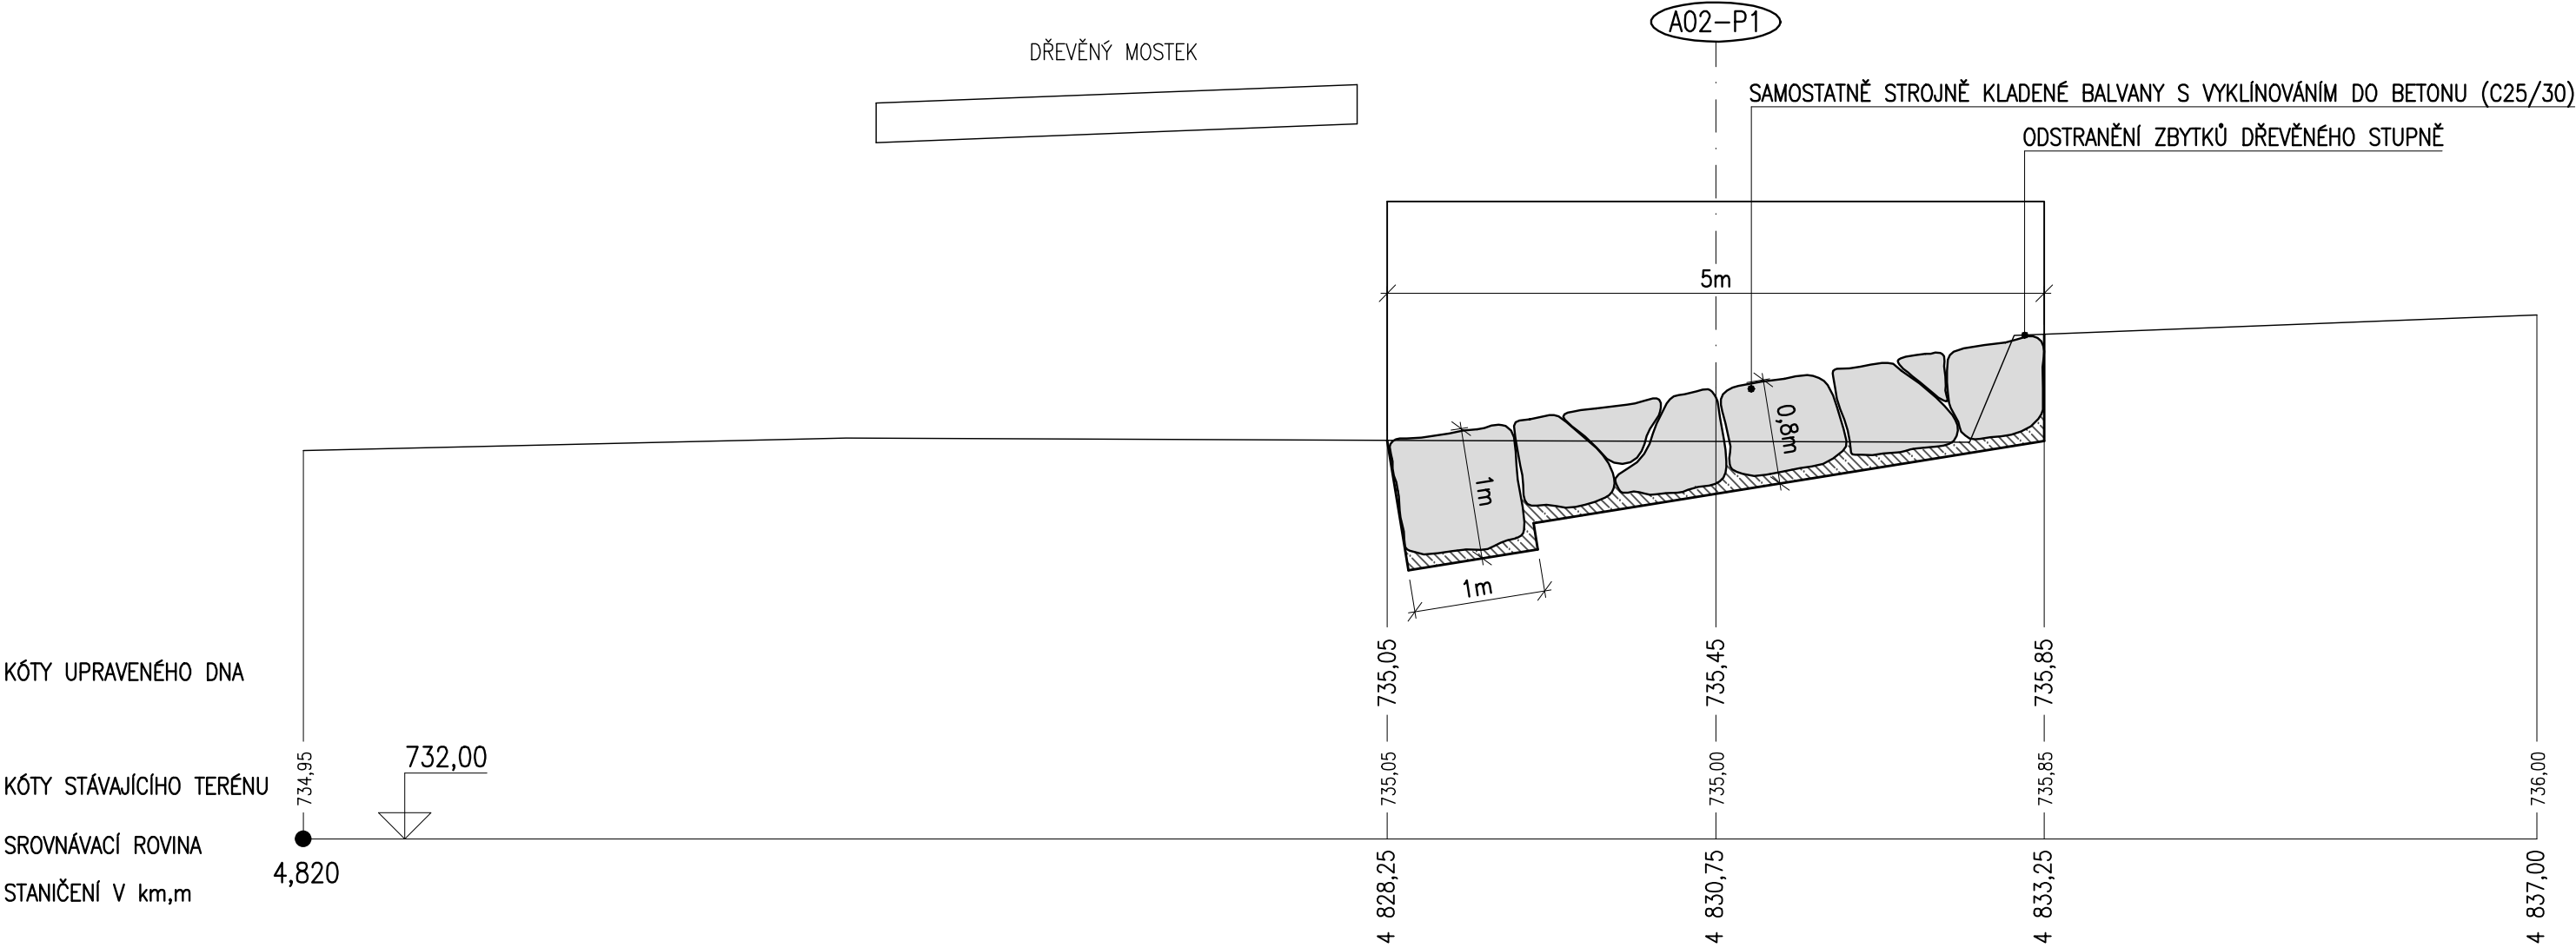 A02-P1
DŘEVĚNÝ MOSTEK
SAMOSTATNĚ STROJNĚ KLADENÉ BALVANY S VYKLÍNOVÁNÍM DO BETONU (C25/30)
ODSTRANĚNÍ ZBYTKŮ DŘEVĚNÉHO STUPNĚ
5m
0,8m
1m
1m
KÓTY UPRAVENÉHO DNA
735,05
735,45
735,85
732,00
KÓTY STÁVAJÍCÍHO TERÉNU
734,95
735,05
735,00
735,85
736,00
SROVNÁVACÍ ROVINA
4,820
STANIČENÍ V km,m
4 828,25
4 830,75
4 833,25
4 837,00